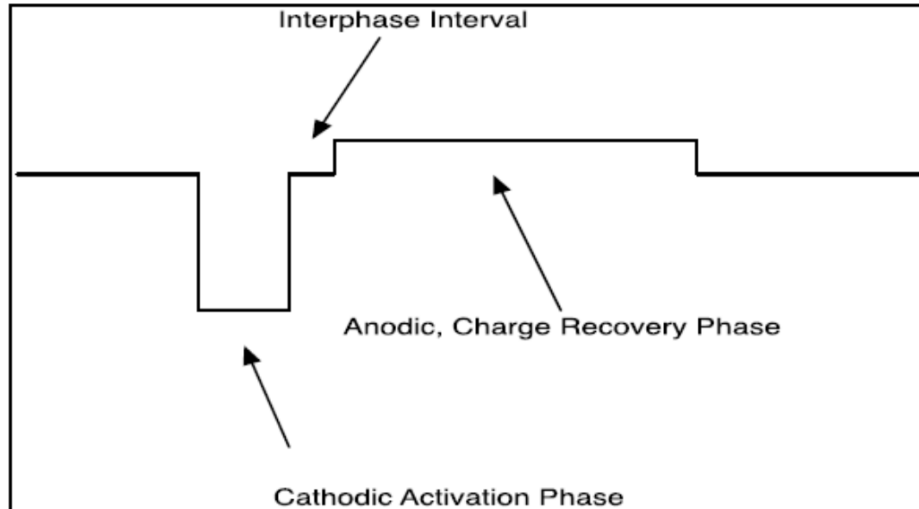 Interphase Interval
Anodic, Charge Recovery Phase
Cathodic Activation Phase